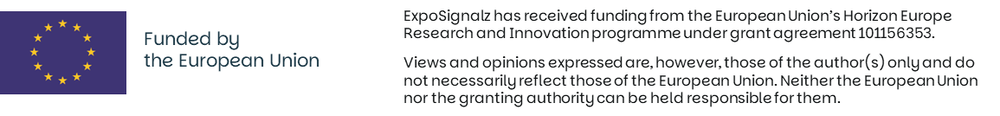 Funded by
the European Union
ExpoSignalz has received funding from the European Union’s Horizon Europe
Research and Innovation programme under grant agreement 101156353.
Views and opinions expressed are, however, those of the author(s) only and do
not necessarily reflect those of the European Union. Neither the European Union
nor the granting authority can be held responsible for them.